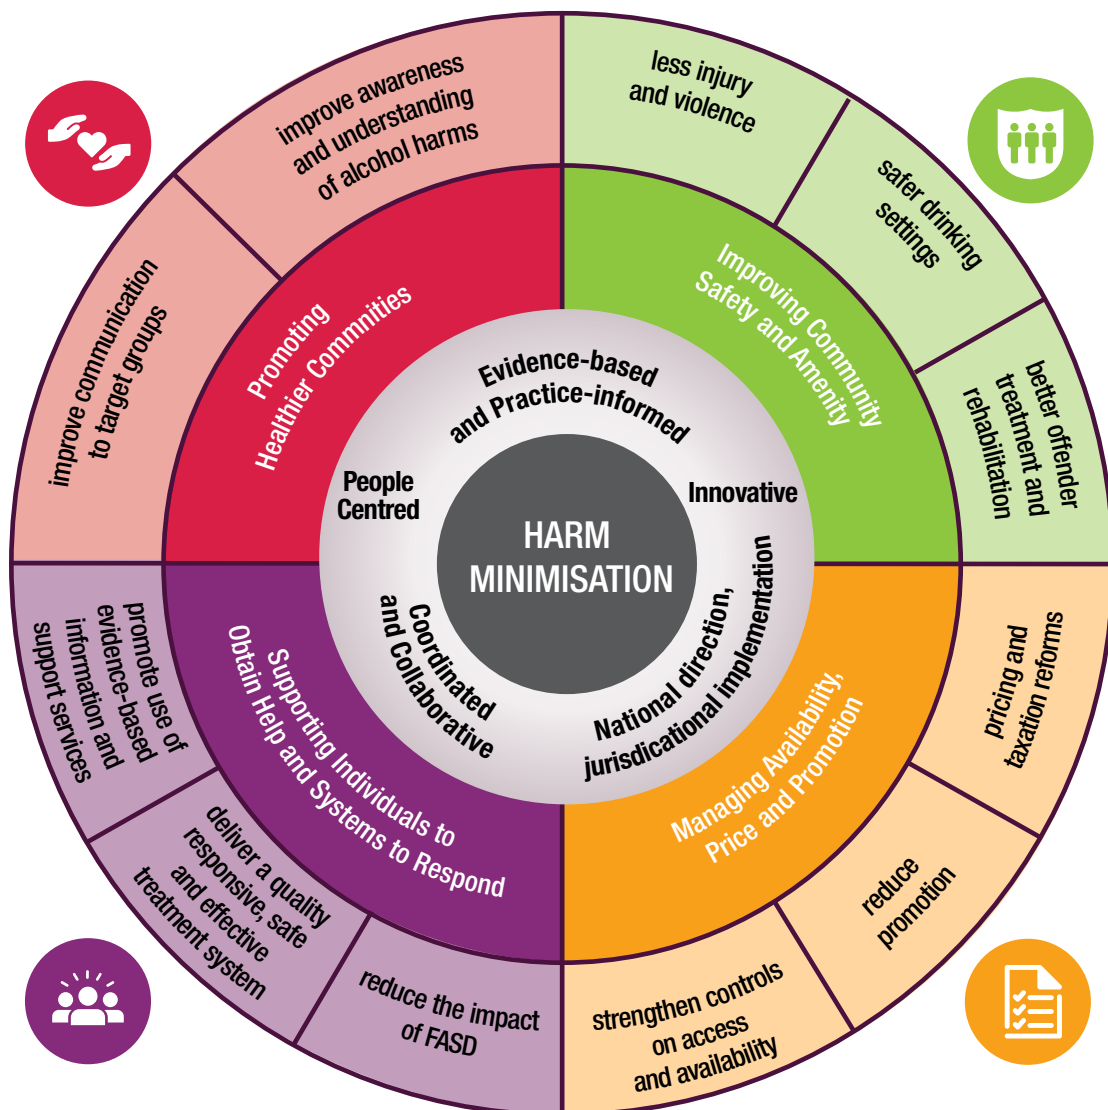 improve awareness
and understanding
of alcohol harms
less injury
and violence
safer drinking
settings
better offender
treatment and
rehabilitation
pricing and
taxation reforms
reduce
promotion
strengthen controls
on access
and availability
reduce the impact
of FASD
deliver a quality
responsive, safe
and effective
treatment system
promote use of
evidence-based
information and
support services
improve communication
to target groups
Promoting
Healthier Commnities
Improving Community
Safety and Amenity
Managing Availability,
Price and Promotion
Supporting Individuals to
Obtain Help and Systems to Respond
Evidence-based
and Practice-informed
Innovative
National direction,
jurisdicational implementation
Coordinated
and Collaborative
People
Centred
HARM
MINIMISATION